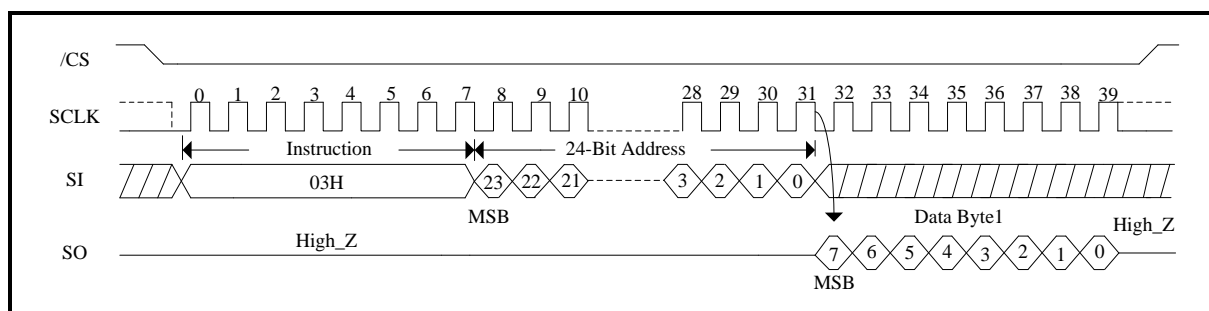 /CS
0 1 2 3 4 5 6 7 8 9 10 28 29 30 31 32 33 34 35 36 37 38 39
SCLK
Instruction 24-Bit Address
SI 03H 23 22 21 3 2 1 0
MSB Data Byte1
High_Z High_Z
SO 7 6 5 4 3 2 1 0
MSB